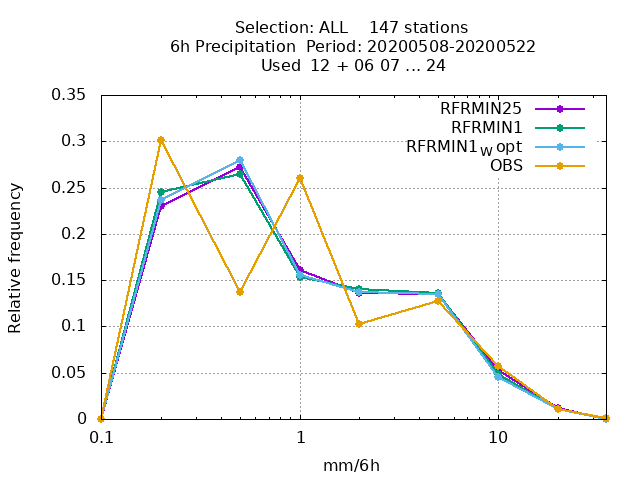 Selection: ALL    147 stations
6h Precipitation  Period: 20200508-20200522
Used  12 + 06 07 ... 24
0.35
0.3
0.25
0.2
0.15
0.1
0.05
0
Relative frequency
RFRMIN25
RFRMIN1
RFRMIN1w opt
OBS
0.1
1
10
mm/6h